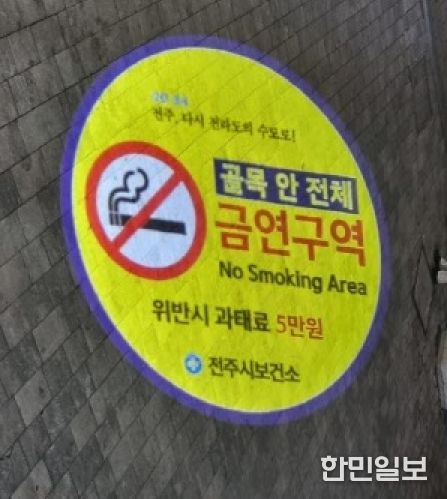 전주, 다시 전라도의 수도로!
골목 안 전체
금연구역
No Smoking Area
위반시 과태료 5만원
전주시보건소
한민일보